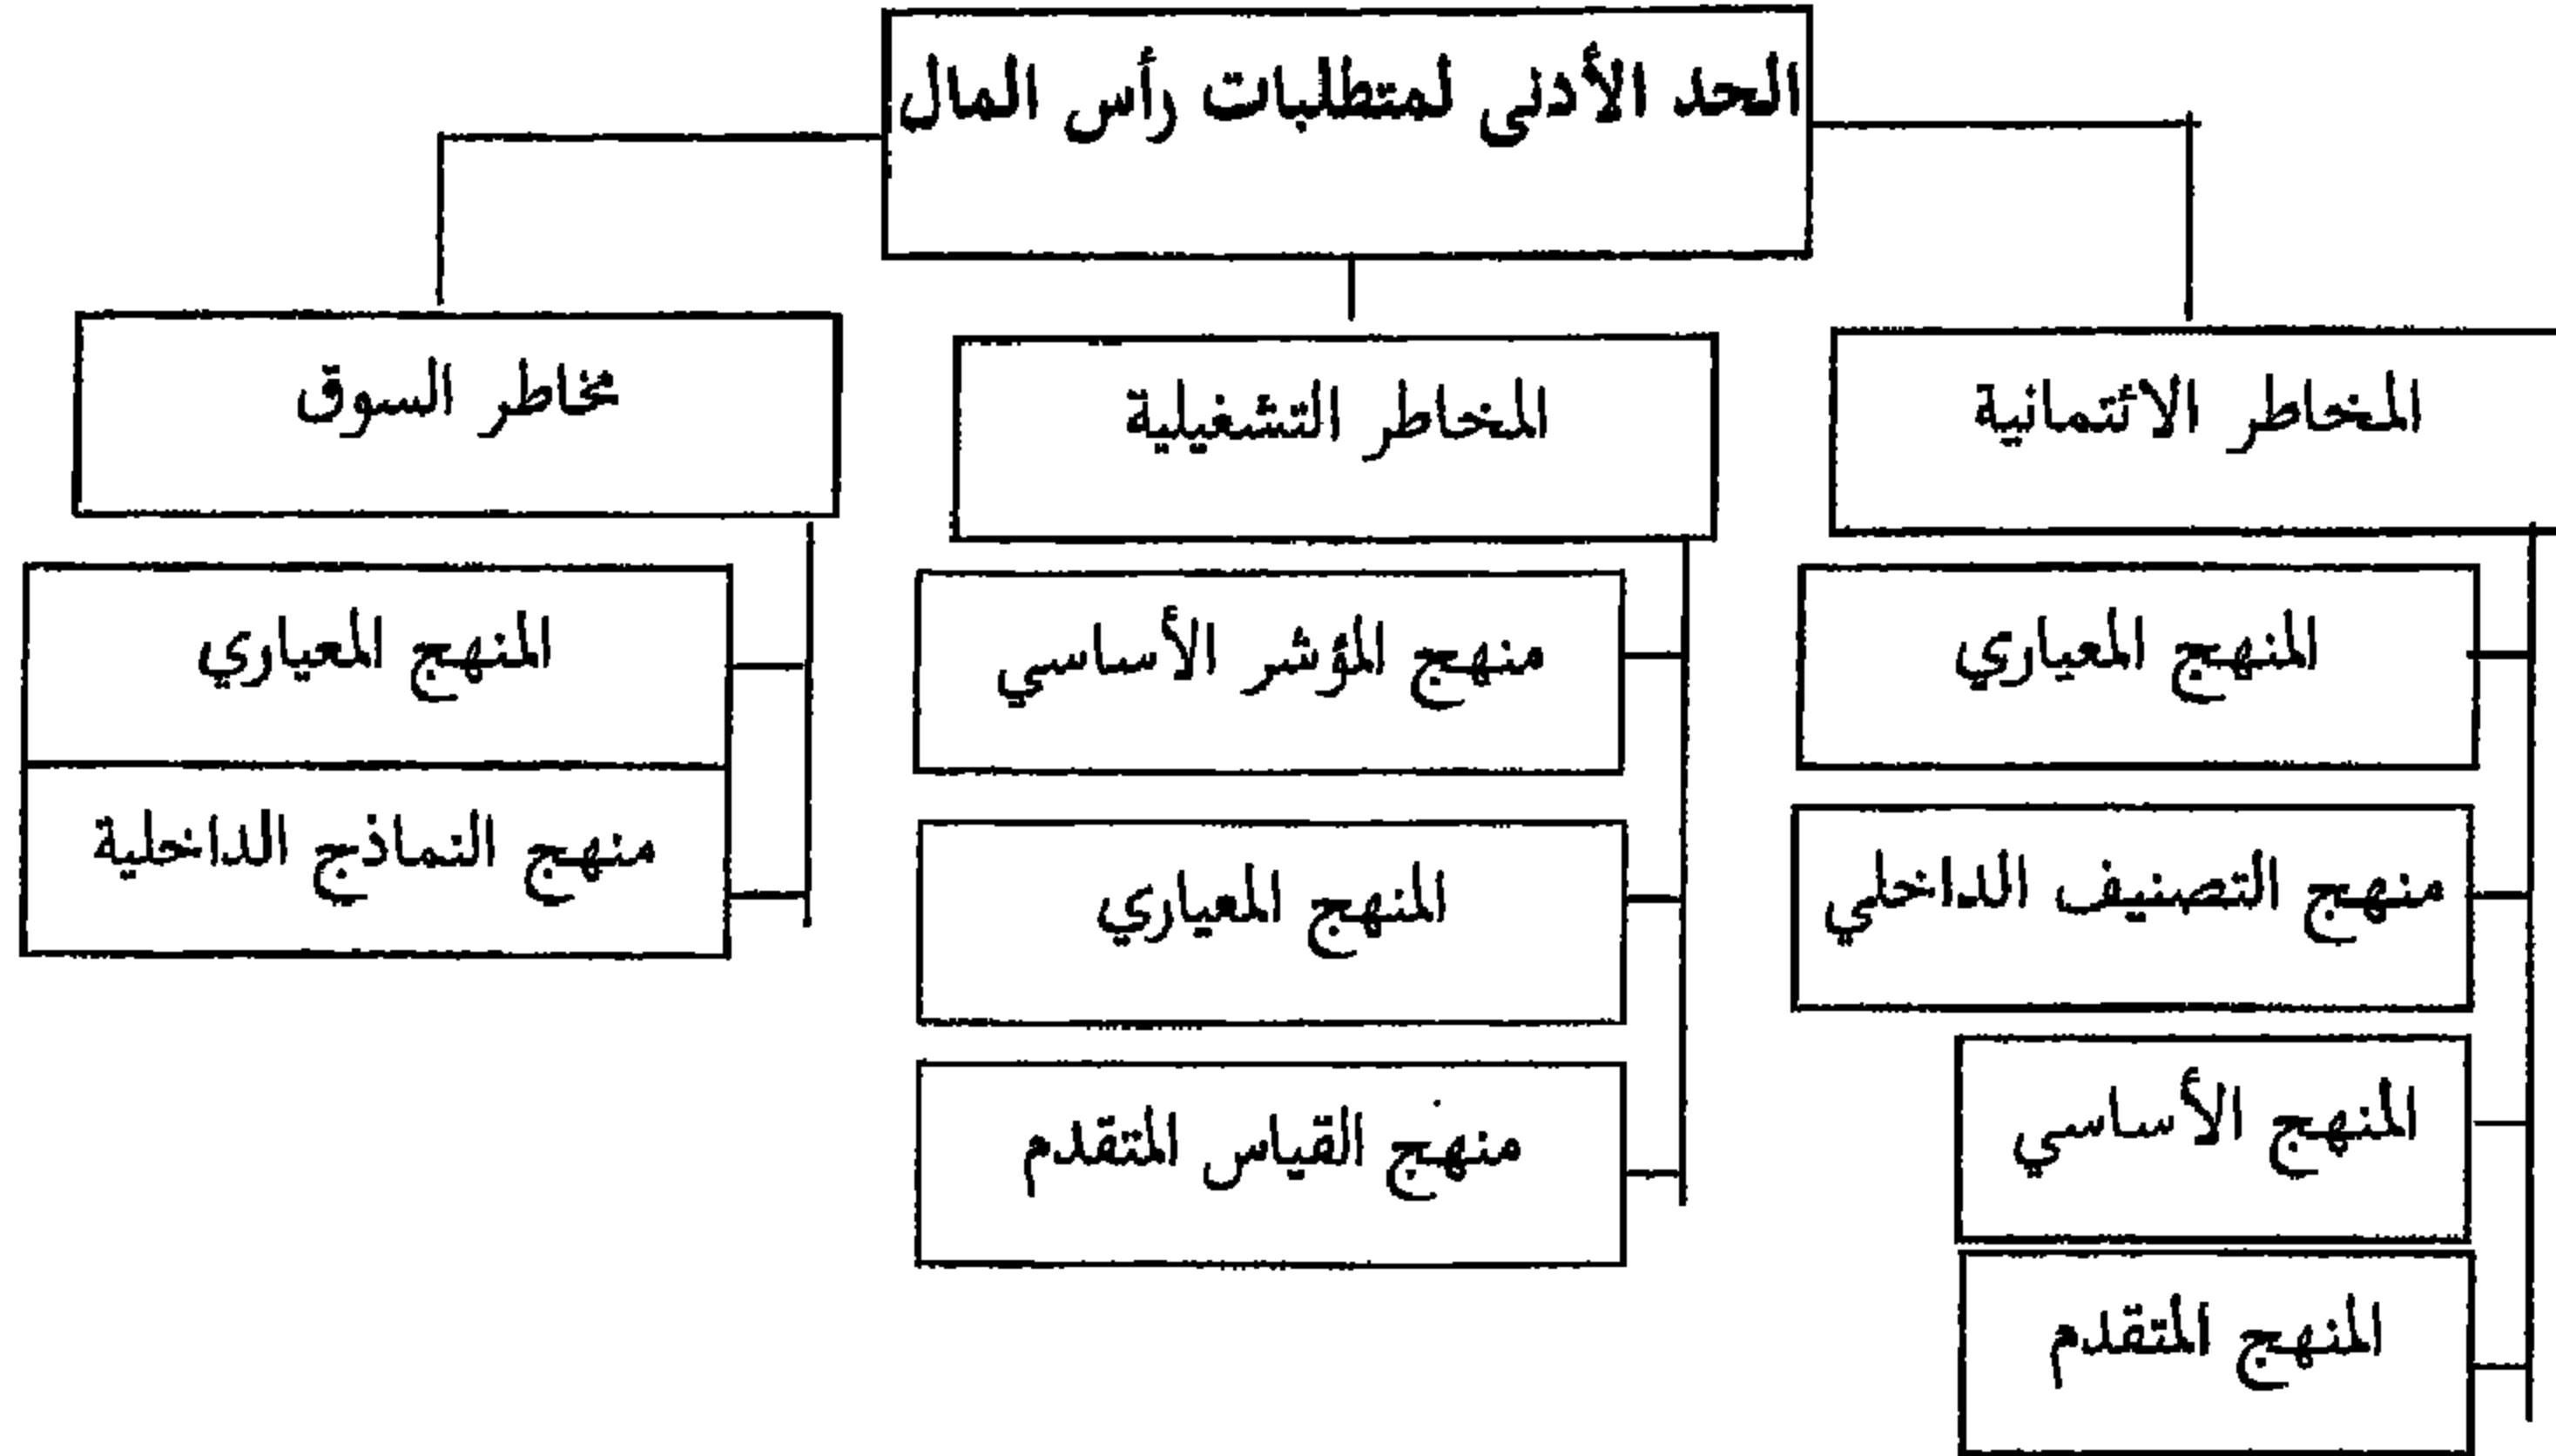 الحد الأدنى لمتطلبات رأس المال
المخاطر الائتمانية
المنهج المعياري
منهج التصنيف الداخلي
المنهج الأساسي
المنهج المتقدم
المخاطر التشغيلية
منهج المؤشر الأساسي
المنهج المعياري
منهج القياس المتقدم
مخاطر السوق
المنهج المعياري
منهج النماذج الداخلية